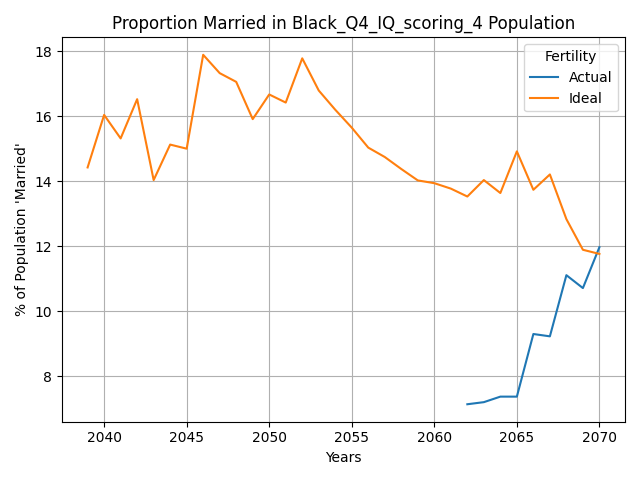 Proportion Married in Black_Q4_IQ_scoring_4 Population
Fertility
Actual
Ideal
% of Population 'Married'
18
16
14
12
10
8
2040 2045 2050 2055 2060 2065 2070
Years